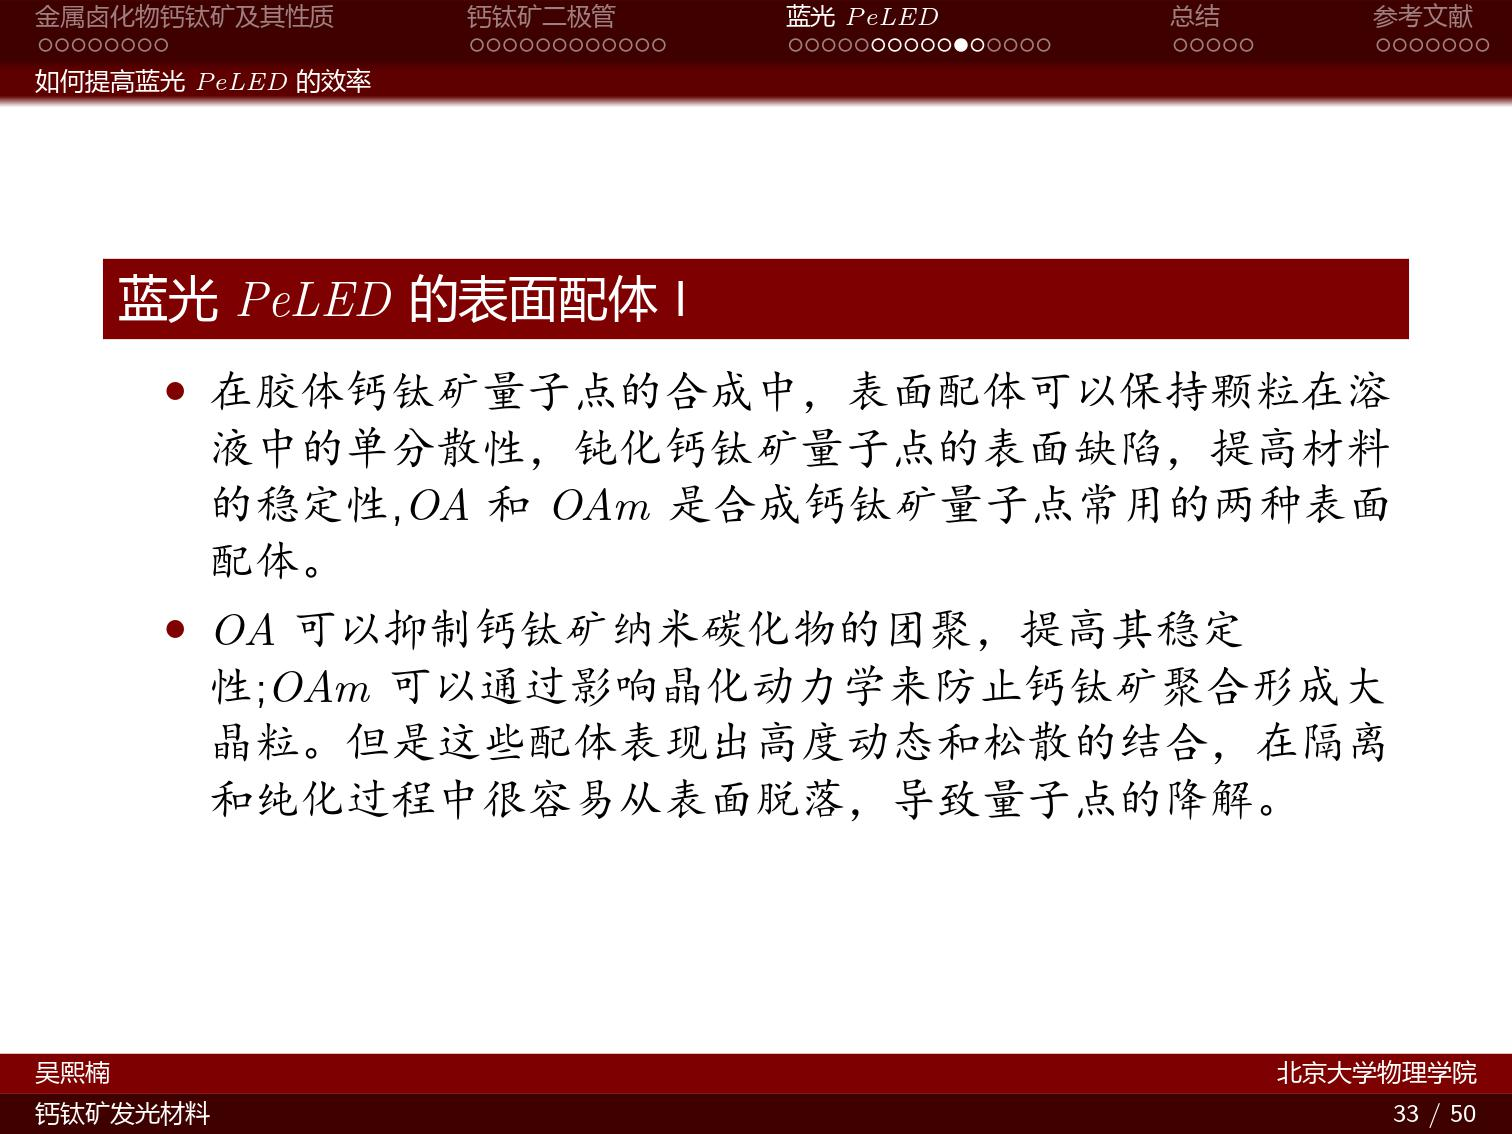 金属卤化物钙钛矿及其性质 钙钛矿二极管 蓝光 PeLED 总结 参考文献
如何提高蓝光 PeLED 的效率
蓝光 PeLED 的表面配体 I
在胶体钙钛矿量子点的合成中，表面配体可以保持颗粒在溶
液中的单分散性，钝化钙钛矿量子点的表面缺陷，提高材料
的稳定性,OA 和 OAm 是合成钙钛矿量子点常用的两种表面
配体。
OA 可以抑制钙钛矿纳米碳化物的团聚，提高其稳定
性;OAm 可以通过影响晶化动力学来防止钙钛矿聚合形成大
晶粒。但是这些配体表现出高度动态和松散的结合，在隔离
和纯化过程中很容易从表面脱落，导致量子点的降解。
吴熙楠 北京大学物理学院
钙钛矿发光材料 33 / 50